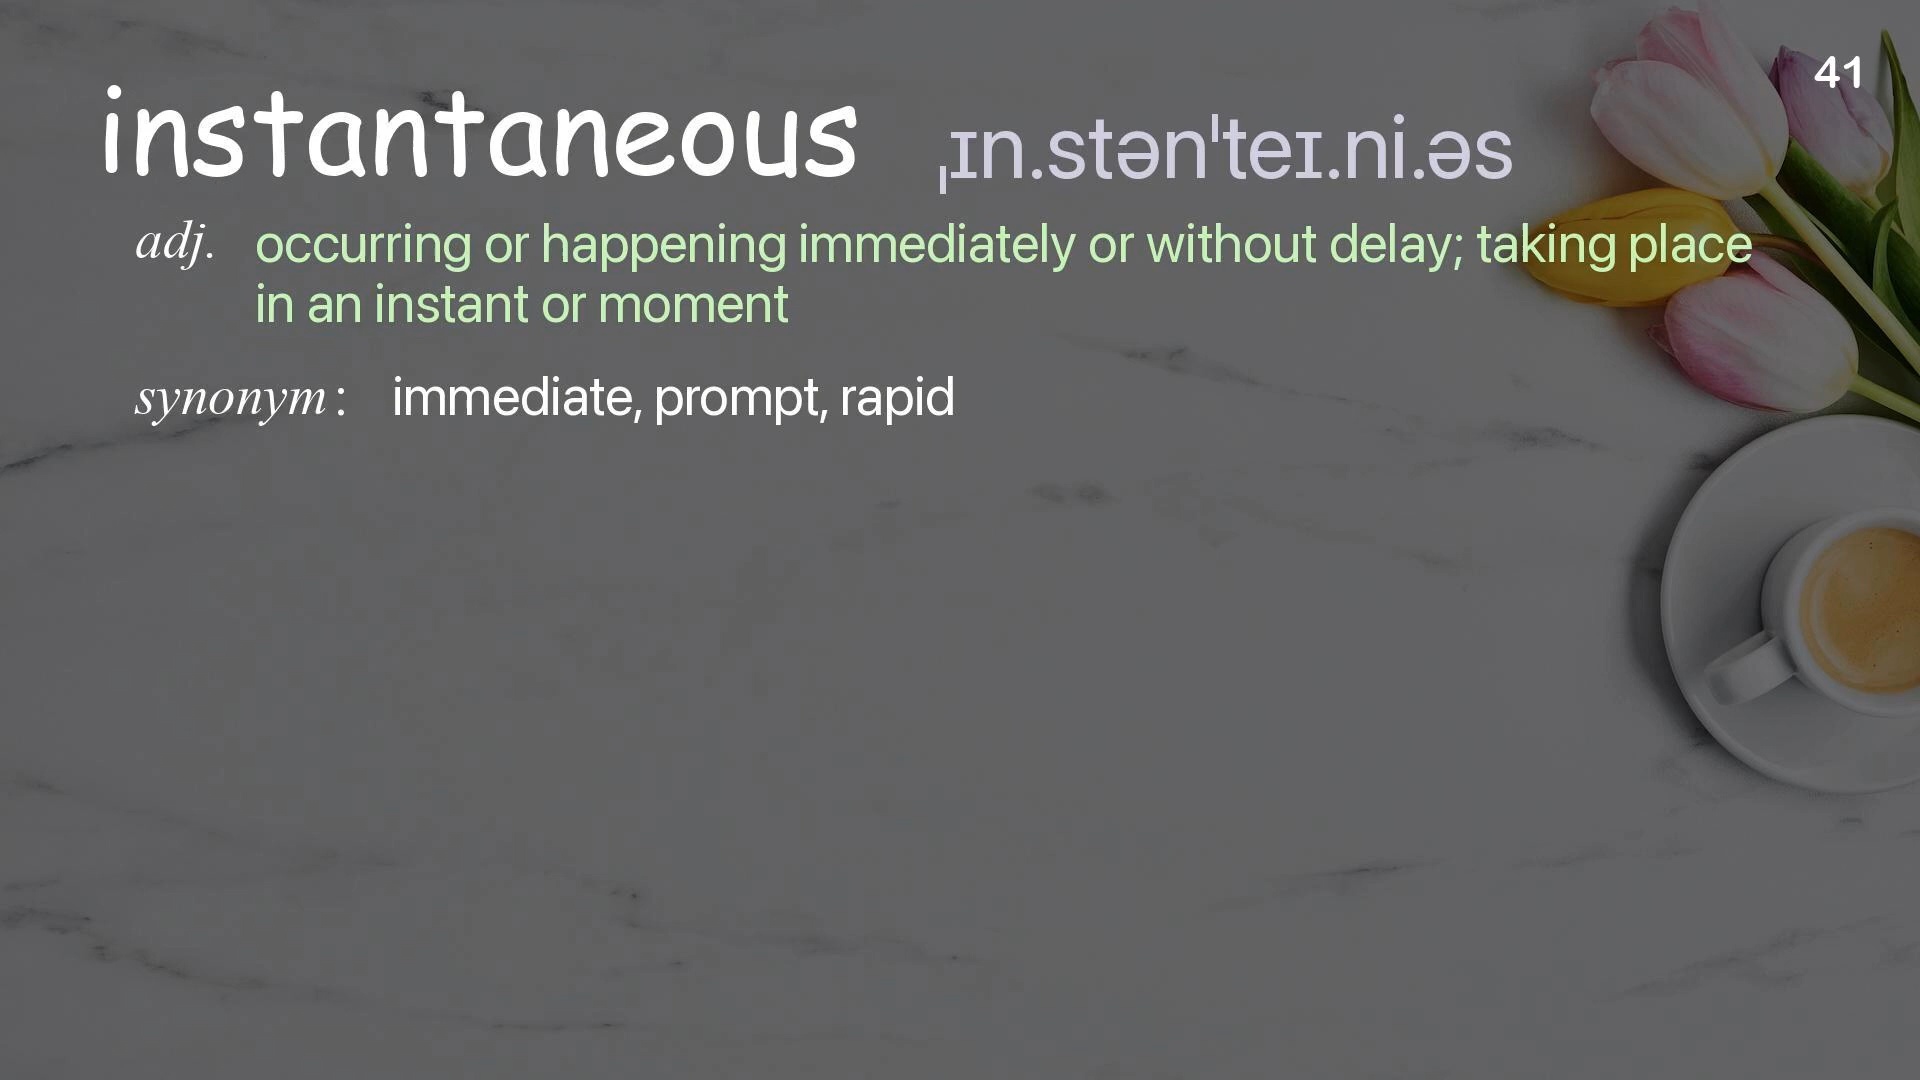 41
instantaneous ˌɪn.stənˈteɪ.ni.əs
adj. occurring or happening immediately or without delay; taking place
in an instant or moment
synonym : immediate, prompt, rapid